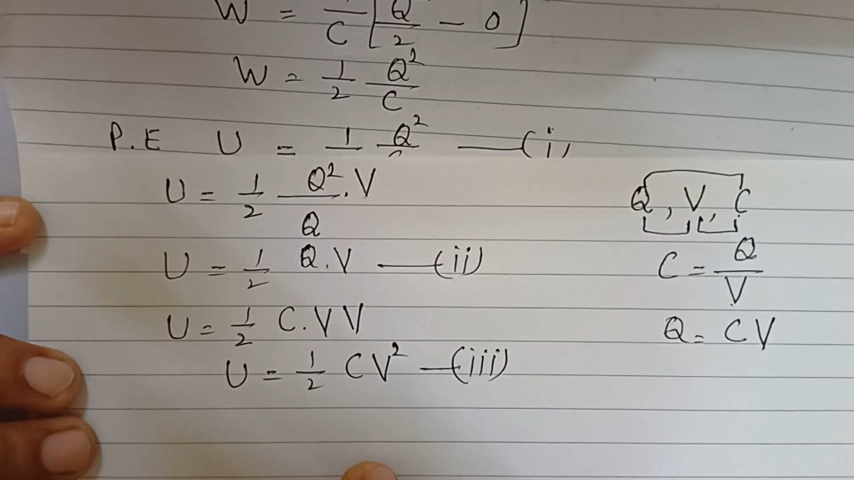 W = 1/C [Q²/2 - 0]
W = 1/2 Q²/C
P.E U = 1/2 Q² —(i)
U = 1/2 Q²/Q . V
U = 1/2 Q.V —(ii)
U = 1/2 C.V V
U = 1/2 CV² —(iii)
Q, V, C
C = Q/V
Q = CV